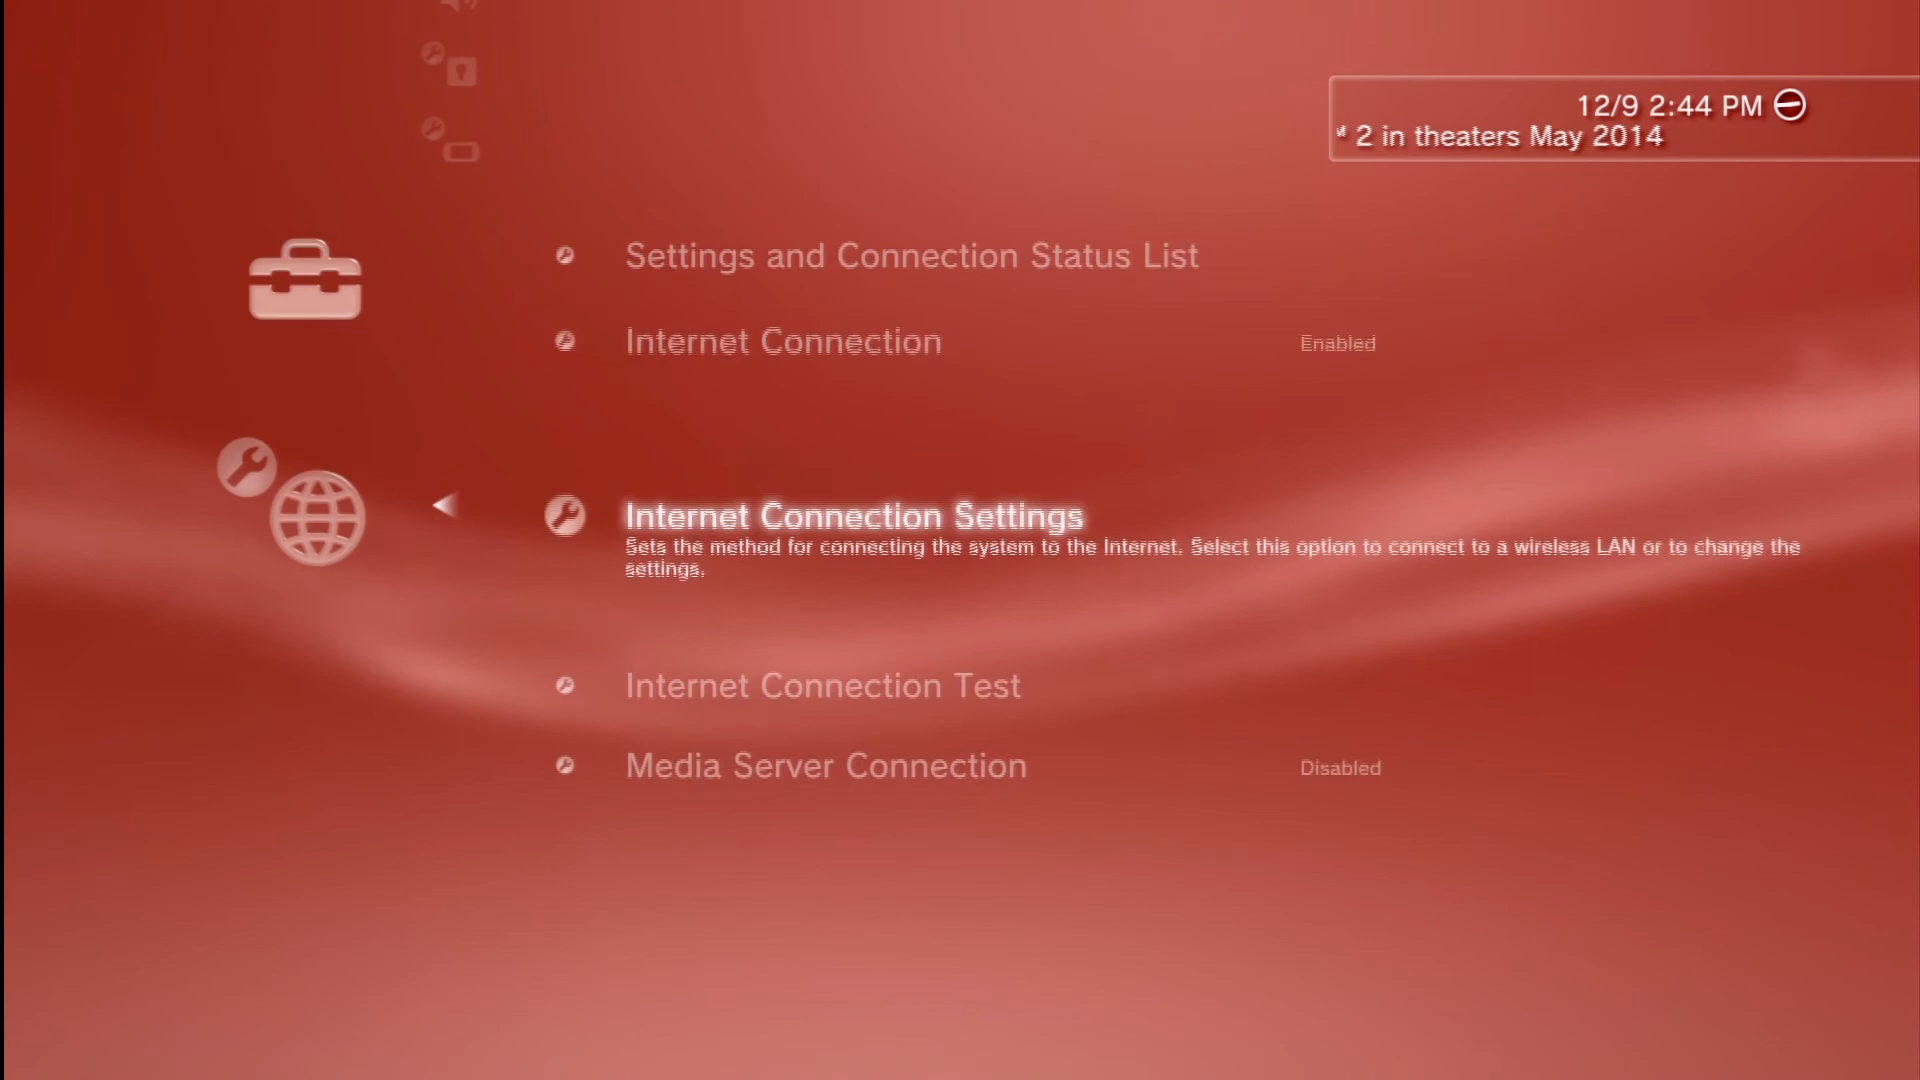 12/9 2:44 PM
2 in theaters May 2014
Settings and Connection Status List
Internet Connection Enabled
Internet Connection Settings
Sets the method for connecting the system to the Internet. Select this option to connect to a wireless LAN or to change the
settings.
Internet Connection Test
Media Server Connection Disabled